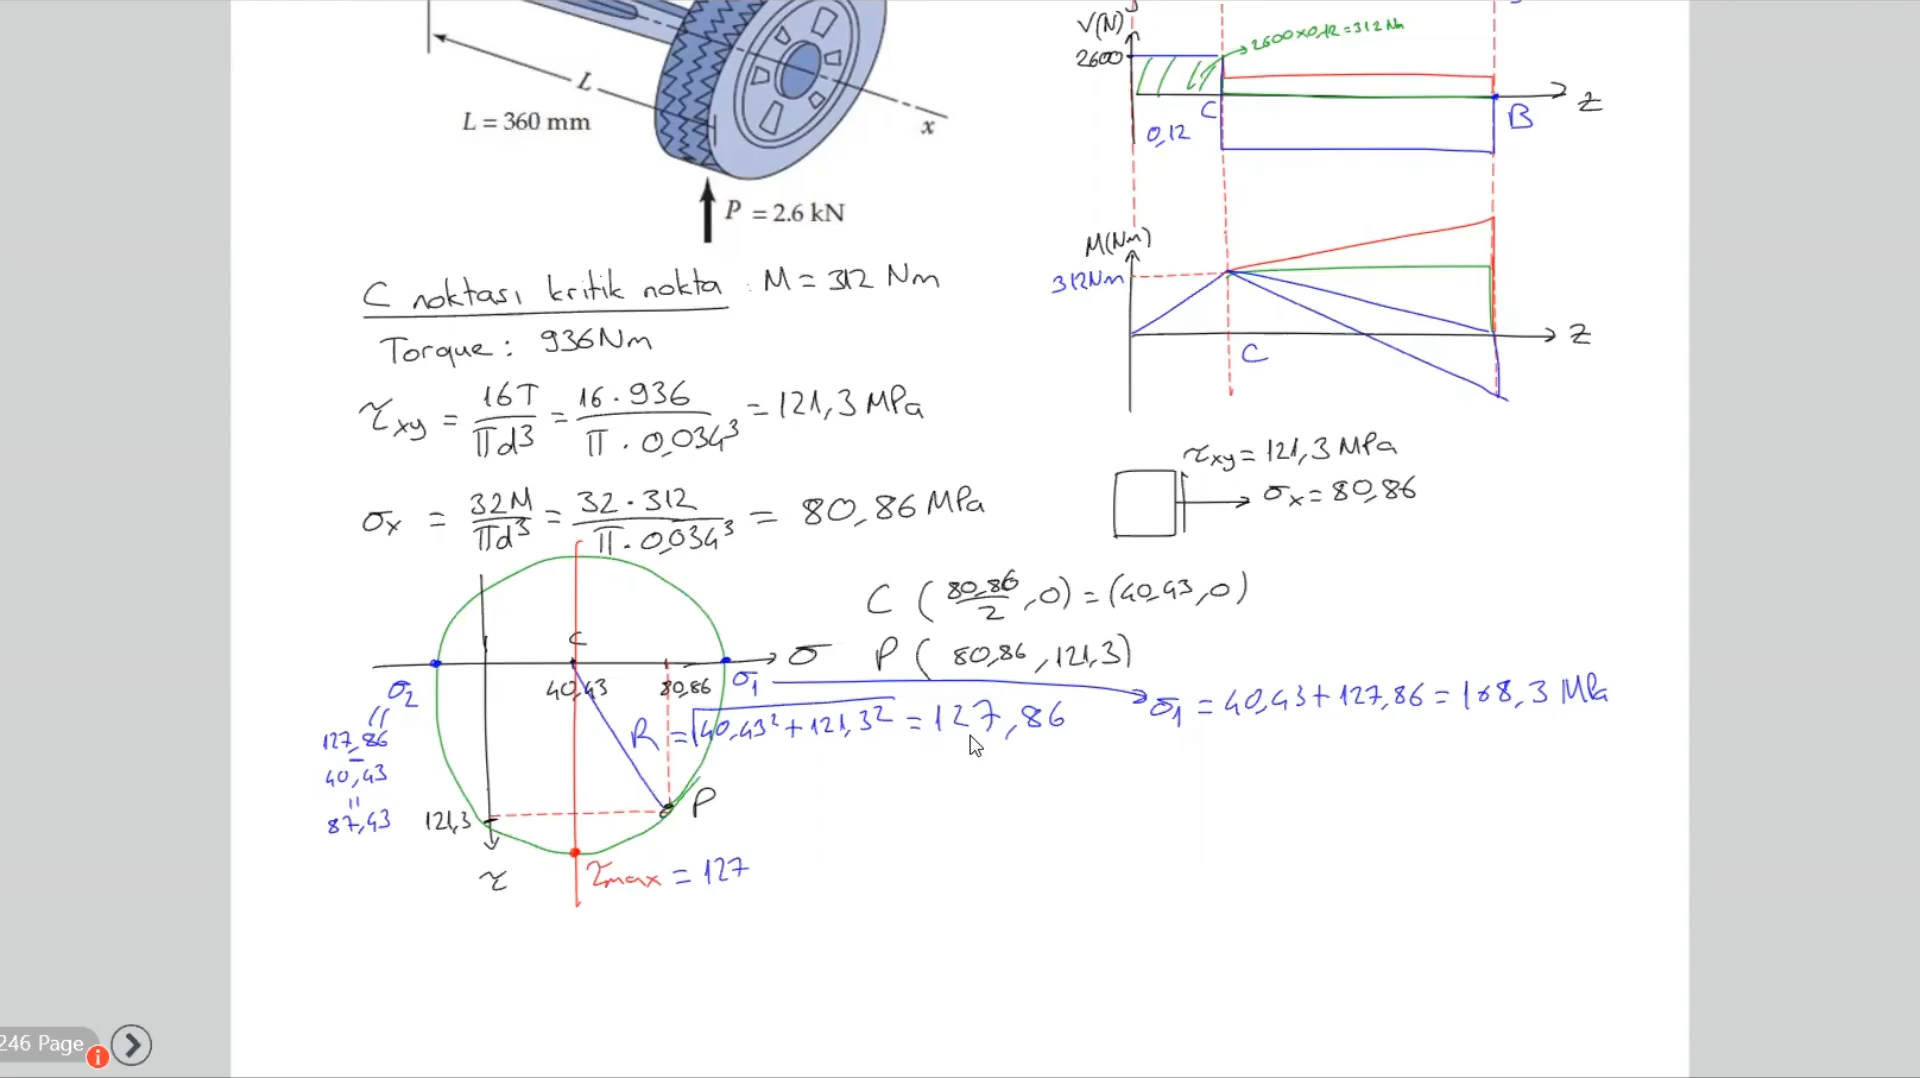 L
L = 360 mm
x
P = 2.6 kN
V(N)
2600
2600x0,12=312 Nm
C
0,12
B
Z
M(Nm)
312Nm
C
Z
C noktası kritik nokta : M = 312 Nm
Torque : 936Nm
τxy = 16T/πd³ = 16·936/π·0,034³ = 121,3 MPa
σx = 32M/πd³ = 32·312/π·0,034³ = 80,86 MPa
τxy = 121,3 MPa
σx = 80,86
C (80,86/2 ,0) = (40,43,0)
P ( 80,86 ,121,3)
C
σ
σ2
40,43
80,86
σ1
σ1 = 40,43+127,86 = 168,3 MPa
R = √40,43²+121,3² = 127,86
=
127,86
-
40,43
=
87,43
121,3
P
τ
τmax = 127
246 Page
i